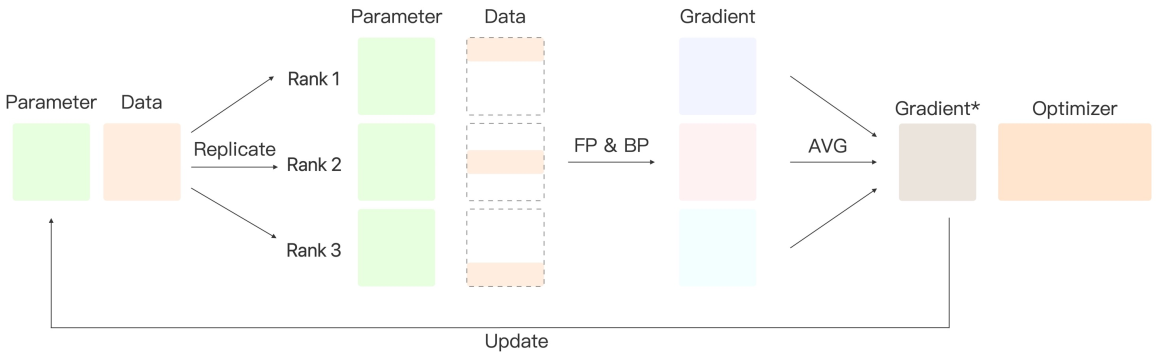 Parameter
Data
Gradient
Rank 1
Parameter
Data
Gradient*
Optimizer
Replicate
FP & BP
AVG
Rank 2
Rank 3
Update